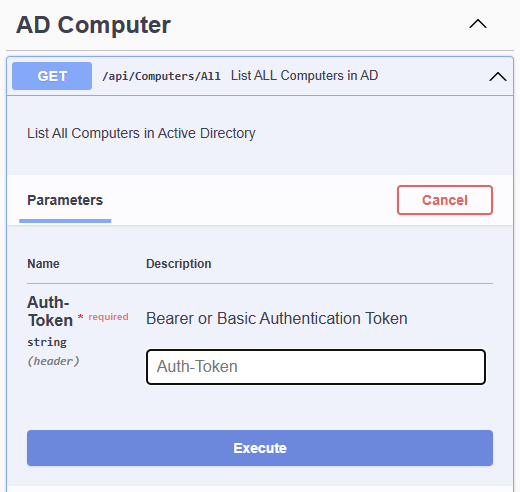 AD Computer
GET /api/Computers/All List ALL Computers in AD
List All Computers in Active Directory
Parameters Cancel
Name Description
Auth-
Token * required
string
(header)
Bearer or Basic Authentication Token
Auth-Token
Execute